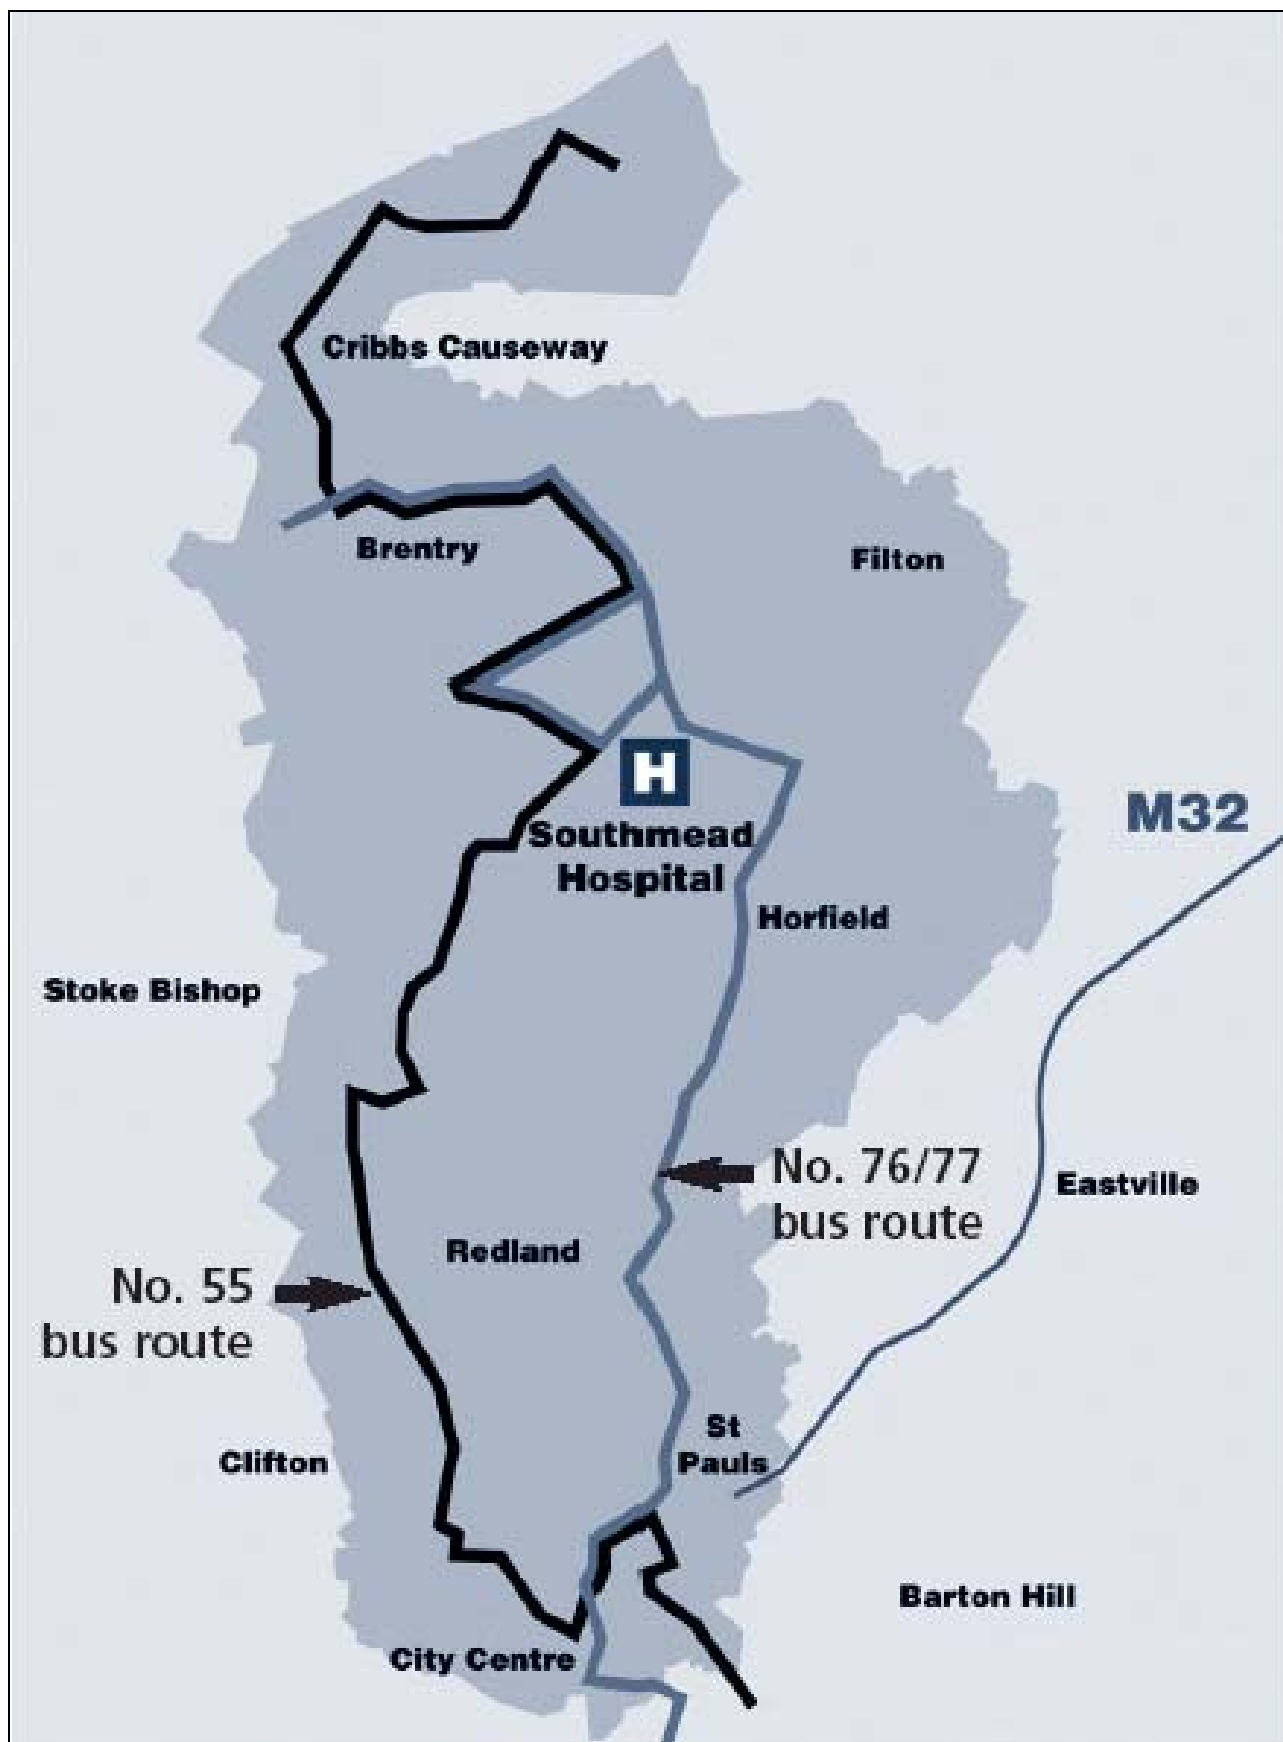 Cribbs Causeway
Brentry
Filton
H
Southmead
Hospital
M32
Horfield
Stoke Bishop
No. 76/77
bus route
Eastville
Redland
No. 55
bus route
St
Pauls
Clifton
Barton Hill
City Centre